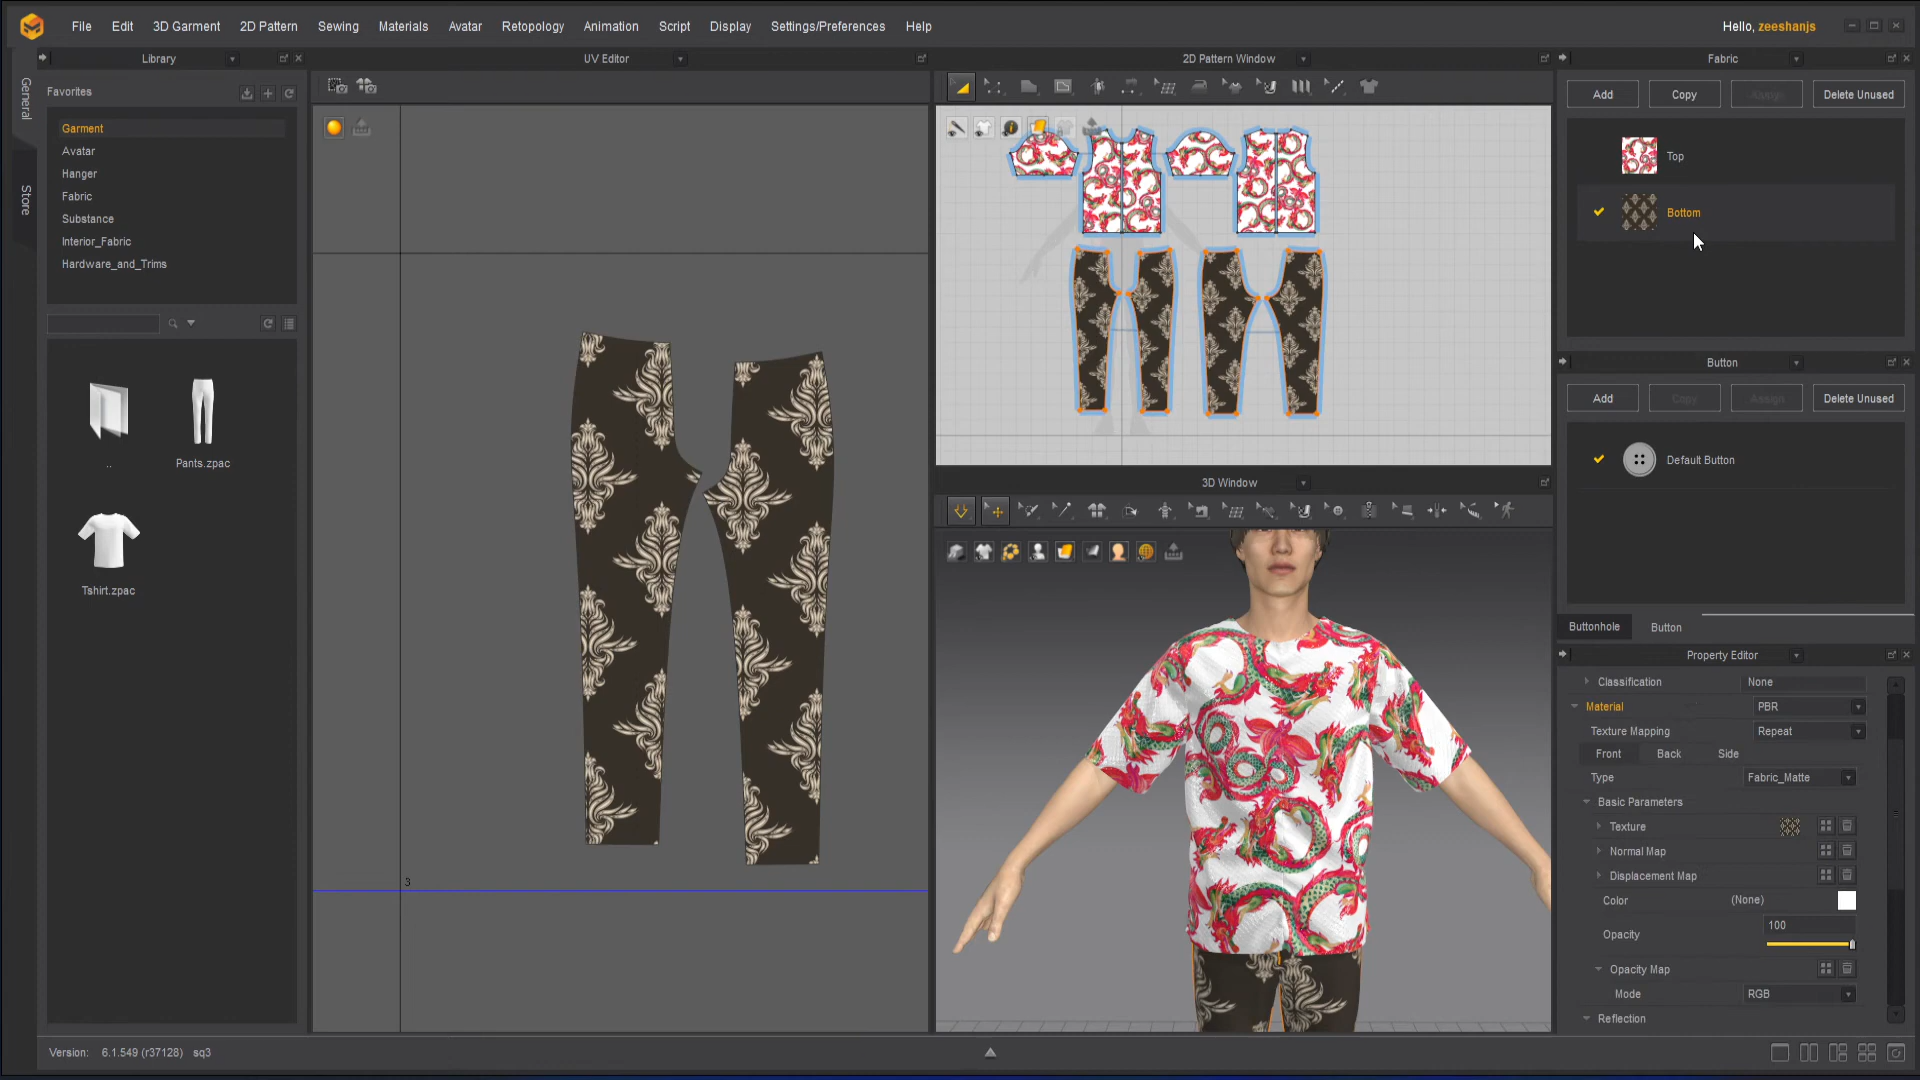 File Edit 3D Garment 2D Pattern Sewing Materials Avatar Retopology Animation Script Display Settings/Preferences Help
Hello, zeeshanjs
General
Store
Library
Favorites
Garment
Avatar
Hanger
Fabric
Substance
Interior_Fabric
Hardware_and_Trims
..
Pants.zpac
Tshirt.zpac
UV Editor
3
2D Pattern Window
3D Window
Fabric
Add Copy Assign Delete Unused
Top
Bottom
Button
Add Copy Assign Delete Unused
Default Button
Buttonhole Button
Property Editor
Classification None
Material PBR
Texture Mapping Repeat
Front Back Side
Type Fabric_Matte
Basic Parameters
Texture
Normal Map
Displacement Map
Color (None)
Opacity 100
Opacity Map
Mode RGB
Reflection
Version: 6.1.549 (r37128) sq3